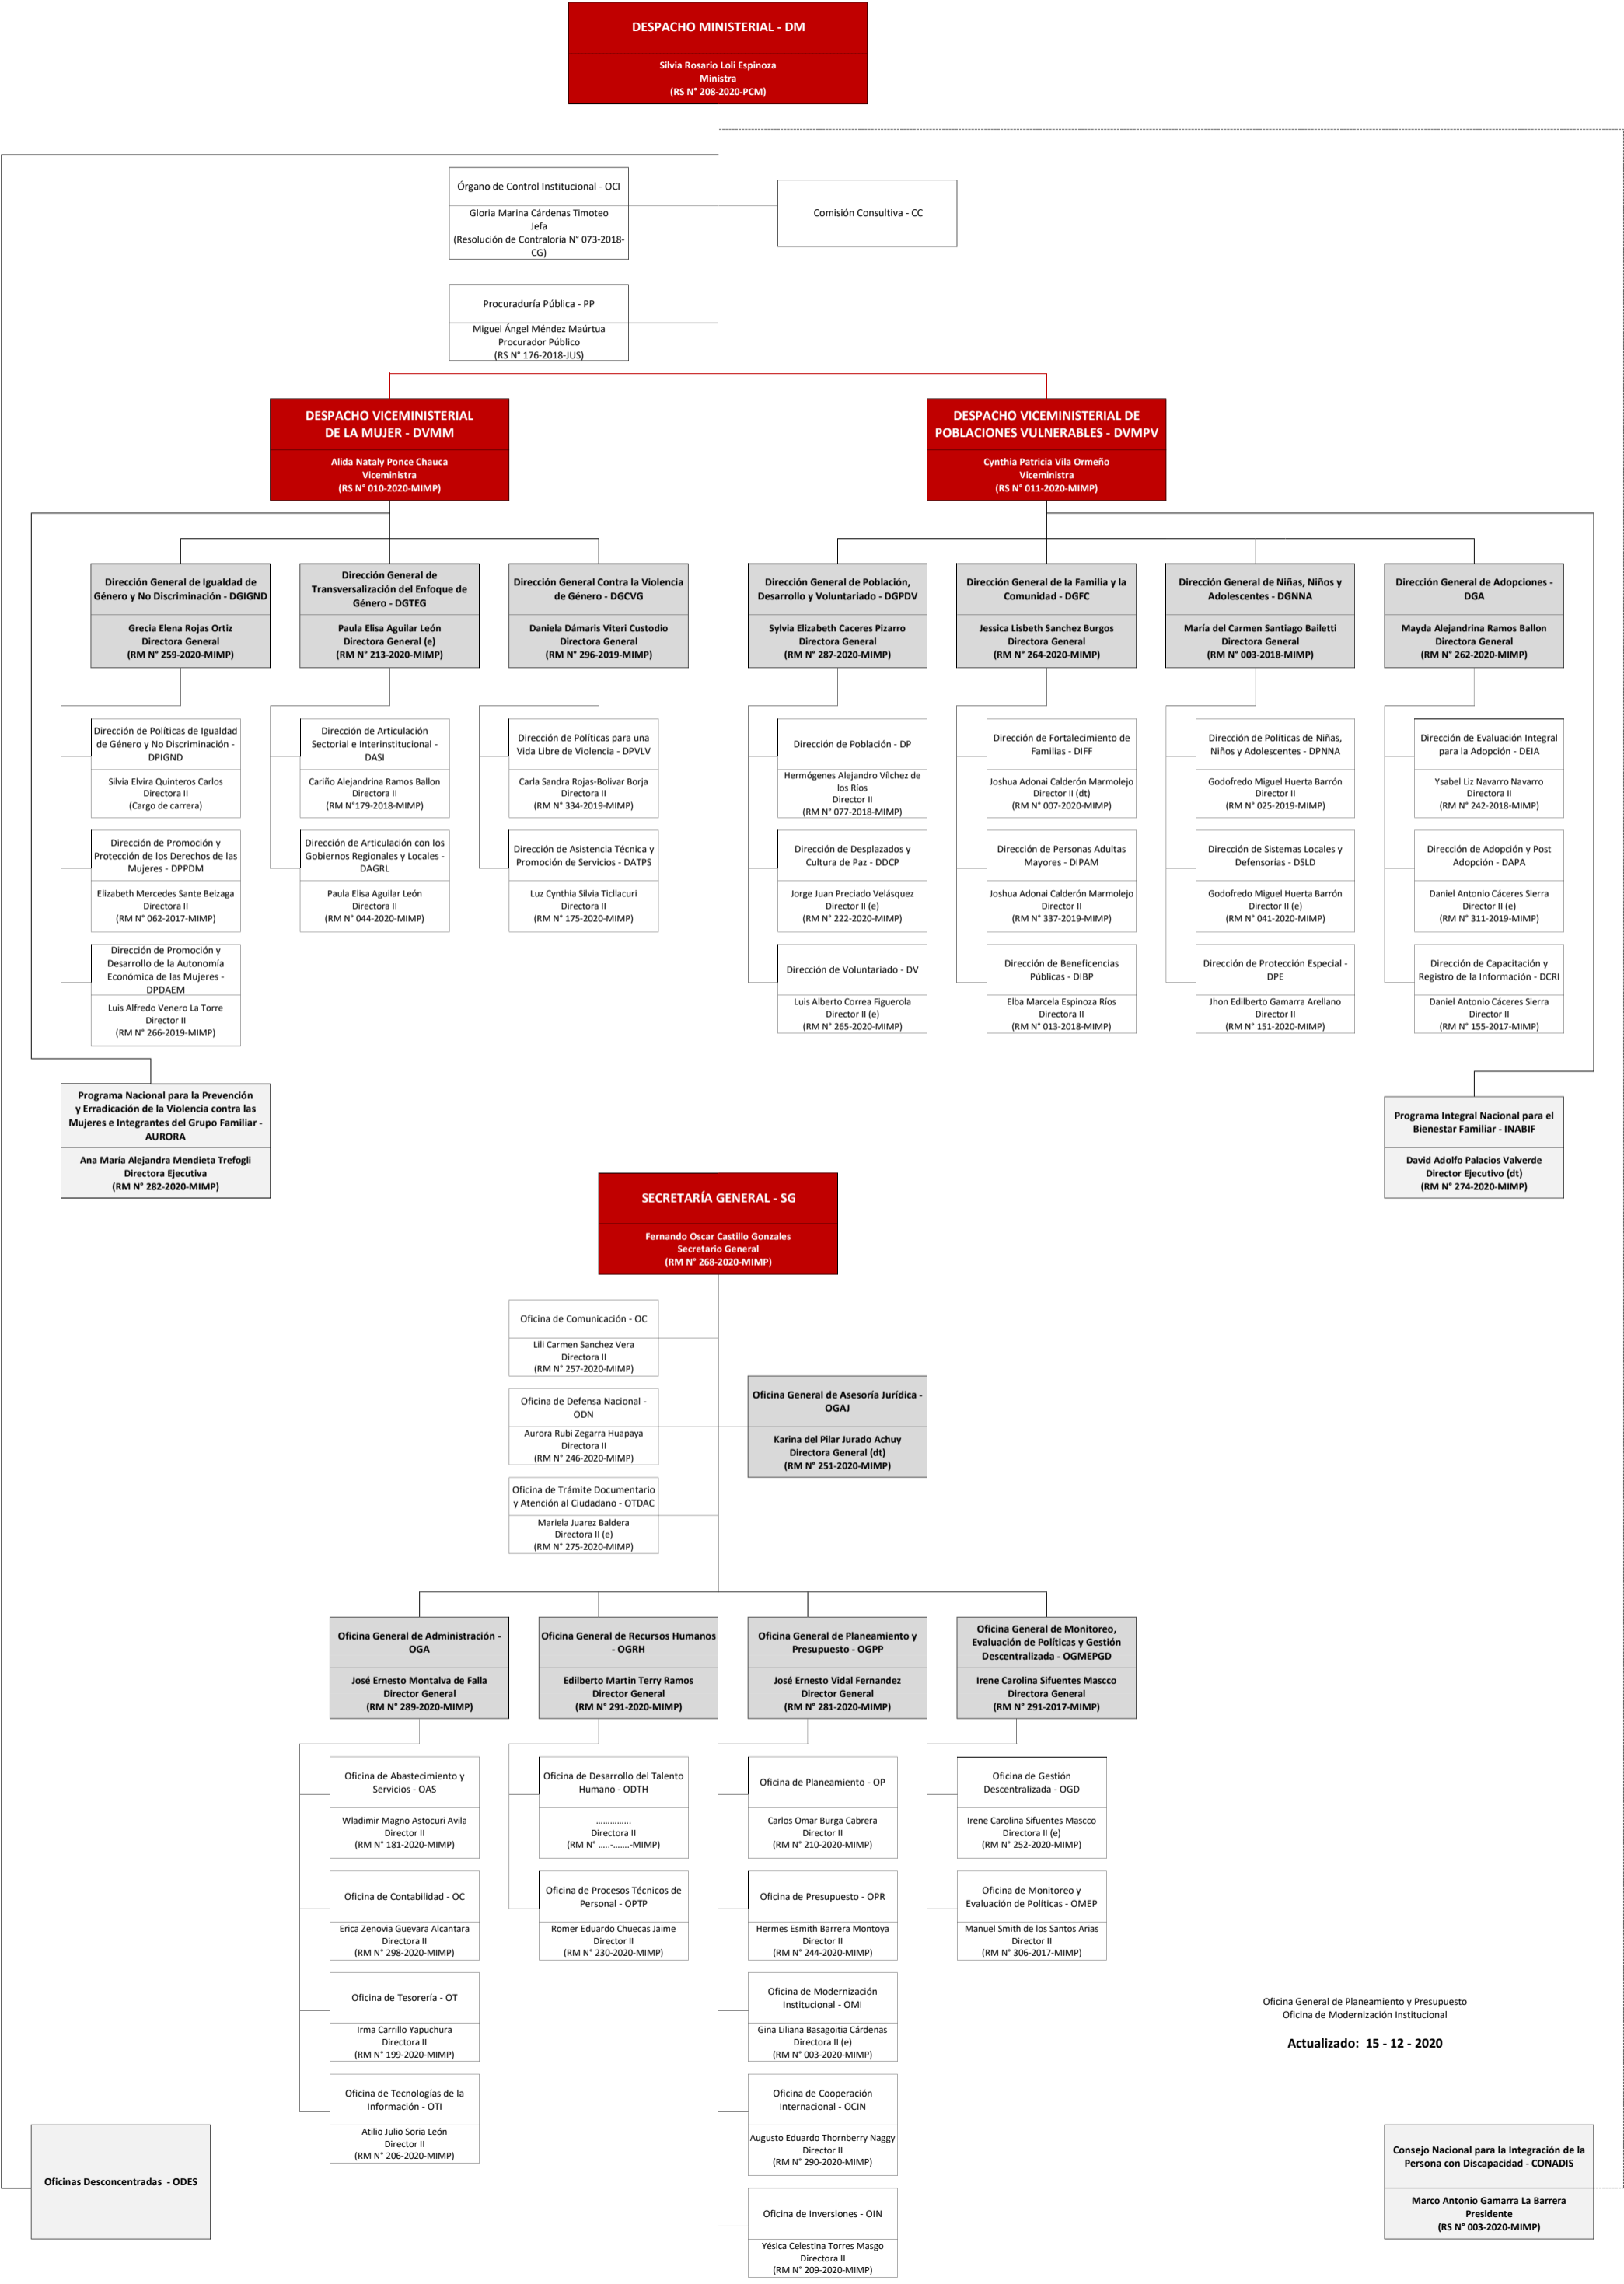 DESPACHO MINISTERIAL - DM
Silvia Rosario Loli Espinoza
Ministra
(RS N° 208-2020-PCM)
Órgano de Control Institucional - OCI
Gloria Marina Cárdenas Timoteo
Jefa
(Resolución de Contraloría N° 073-2018-
CG)
Comisión Consultiva - CC
Procuraduría Pública - PP
Miguel Ángel Méndez Maúrtua
Procurador Público
(RS N° 176-2018-JUS)
DESPACHO VICEMINISTERIAL
DE LA MUJER - DVMM
Alida Nataly Ponce Chauca
Viceministra
(RS N° 010-2020-MIMP)
DESPACHO VICEMINISTERIAL DE
POBLACIONES VULNERABLES - DVMPV
Cynthia Patricia Vila Ormeño
Viceministra
(RS N° 011-2020-MIMP)
Dirección General de Igualdad de
Género y No Discriminación - DGIGND
Grecia Elena Rojas Ortiz
Directora General
(RM N° 259-2020-MIMP)
Dirección General de
Transversalización del Enfoque de
Género - DGTEG
Paula Elisa Aguilar León
Directora General (e)
(RM N° 213-2020-MIMP)
Dirección General Contra la Violencia
de Género - DGCVG
Daniela Dámaris Viteri Custodio
Directora General
(RM N° 296-2019-MIMP)
Dirección General de Población,
Desarrollo y Voluntariado - DGPDV
Sylvia Elizabeth Caceres Pizarro
Directora General
(RM N° 287-2020-MIMP)
Dirección General de la Familia y la
Comunidad - DGFC
Jessica Lisbeth Sanchez Burgos
Directora General
(RM N° 264-2020-MIMP)
Dirección General de Niñas, Niños y
Adolescentes - DGNNA
María del Carmen Santiago Bailetti
Directora General
(RM N° 003-2018-MIMP)
Dirección General de Adopciones -
DGA
Mayda Alejandrina Ramos Ballon
Directora General
(RM N° 262-2020-MIMP)
Dirección de Políticas de Igualdad
de Género y No Discriminación -
DPIGND
Silvia Elvira Quinteros Carlos
Directora II
(Cargo de carrera)
Dirección de Articulación
Sectorial e Interinstitucional -
DASI
Cariño Alejandrina Ramos Ballon
Directora II
(RM N°179-2018-MIMP)
Dirección de Políticas para una
Vida Libre de Violencia - DPVLV
Carla Sandra Rojas-Bolivar Borja
Directora II
(RM N° 334-2019-MIMP)
Dirección de Población - DP
Hermógenes Alejandro Vílchez de
los Ríos
Director II
(RM N° 077-2018-MIMP)
Dirección de Fortalecimiento de
Familias - DIFF
Joshua Adonai Calderón Marmolejo
Director II (dt)
(RM N° 007-2020-MIMP)
Dirección de Políticas de Niñas,
Niños y Adolescentes - DPNNA
Godofredo Miguel Huerta Barrón
Director II
(RM N° 025-2019-MIMP)
Dirección de Evaluación Integral
para la Adopción - DEIA
Ysabel Liz Navarro Navarro
Directora II
(RM N° 242-2018-MIMP)
Dirección de Promoción y
Protección de los Derechos de las
Mujeres - DPPDM
Elizabeth Mercedes Sante Beizaga
Directora II
(RM N° 062-2017-MIMP)
Dirección de Articulación con los
Gobiernos Regionales y Locales -
DAGRL
Paula Elisa Aguilar León
Directora II
(RM N° 044-2020-MIMP)
Dirección de Asistencia Técnica y
Promoción de Servicios - DATPS
Luz Cynthia Silvia Ticllacuri
Directora II
(RM N° 175-2020-MIMP)
Dirección de Desplazados y
Cultura de Paz - DDCP
Jorge Juan Preciado Velásquez
Director II (e)
(RM N° 222-2020-MIMP)
Dirección de Personas Adultas
Mayores - DIPAM
Joshua Adonai Calderón Marmolejo
Director II
(RM N° 337-2019-MIMP)
Dirección de Sistemas Locales y
Defensorías - DSLD
Godofredo Miguel Huerta Barrón
Director II (e)
(RM N° 041-2020-MIMP)
Dirección de Adopción y Post
Adopción - DAPA
Daniel Antonio Cáceres Sierra
Director II (e)
(RM N° 311-2019-MIMP)
Dirección de Promoción y
Desarrollo de la Autonomía
Económica de las Mujeres -
DPDAEM
Luis Alfredo Venero La Torre
Director II
(RM N° 266-2019-MIMP)
Dirección de Voluntariado - DV
Luis Alberto Correa Figuerola
Director II (e)
(RM N° 265-2020-MIMP)
Dirección de Beneficencias
Públicas - DIBP
Elba Marcela Espinoza Ríos
Directora II
(RM N° 013-2018-MIMP)
Dirección de Protección Especial -
DPE
Jhon Edilberto Gamarra Arellano
Director II
(RM N° 151-2020-MIMP)
Dirección de Capacitación y
Registro de la Información - DCRI
Daniel Antonio Cáceres Sierra
Director II
(RM N° 155-2017-MIMP)
Programa Nacional para la Prevención
y Erradicación de la Violencia contra las
Mujeres e Integrantes del Grupo Familiar -
AURORA
Ana María Alejandra Mendieta Trefogli
Directora Ejecutiva
(RM N° 282-2020-MIMP)
Programa Integral Nacional para el
Bienestar Familiar - INABIF
David Adolfo Palacios Valverde
Director Ejecutivo (dt)
(RM N° 274-2020-MIMP)
SECRETARÍA GENERAL - SG
Fernando Oscar Castillo Gonzales
Secretario General
(RM N° 268-2020-MIMP)
Oficina de Comunicación - OC
Lili Carmen Sanchez Vera
Directora II
(RM N° 257-2020-MIMP)
Oficina de Defensa Nacional -
ODN
Aurora Rubi Zegarra Huapaya
Directora II
(RM N° 246-2020-MIMP)
Oficina General de Asesoría Jurídica -
OGAJ
Karina del Pilar Jurado Achuy
Directora General (dt)
(RM N° 251-2020-MIMP)
Oficina de Trámite Documentario
y Atención al Ciudadano - OTDAC
Mariela Juarez Baldera
Directora II (e)
(RM N° 275-2020-MIMP)
Oficina General de Administración -
OGA
José Ernesto Montalva de Falla
Director General
(RM N° 289-2020-MIMP)
Oficina General de Recursos Humanos
- OGRH
Edilberto Martin Terry Ramos
Director General
(RM N° 291-2020-MIMP)
Oficina General de Planeamiento y
Presupuesto - OGPP
José Ernesto Vidal Fernandez
Director General
(RM N° 281-2020-MIMP)
Oficina General de Monitoreo,
Evaluación de Políticas y Gestión
Descentralizada - OGMEPGD
Irene Carolina Sifuentes Mascco
Directora General
(RM N° 291-2017-MIMP)
Oficina de Abastecimiento y
Servicios - OAS
Wladimir Magno Astocuri Avila
Director II
(RM N° 181-2020-MIMP)
Oficina de Desarrollo del Talento
Humano - ODTH
..............
Directora II
(RM N° .....-.......-MIMP)
Oficina de Planeamiento - OP
Carlos Omar Burga Cabrera
Director II
(RM N° 210-2020-MIMP)
Oficina de Gestión
Descentralizada - OGD
Irene Carolina Sifuentes Mascco
Directora II (e)
(RM N° 252-2020-MIMP)
Oficina de Contabilidad - OC
Erica Zenovia Guevara Alcantara
Directora II
(RM N° 298-2020-MIMP)
Oficina de Procesos Técnicos de
Personal - OPTP
Romer Eduardo Chuecas Jaime
Director II
(RM N° 230-2020-MIMP)
Oficina de Presupuesto - OPR
Hermes Esmith Barrera Montoya
Director II
(RM N° 244-2020-MIMP)
Oficina de Monitoreo y
Evaluación de Políticas - OMEP
Manuel Smith de los Santos Arias
Director II
(RM N° 306-2017-MIMP)
Oficina de Tesorería - OT
Irma Carrillo Yapuchura
Directora II
(RM N° 199-2020-MIMP)
Oficina de Modernización
Institucional - OMI
Gina Liliana Basagoitia Cárdenas
Directora II (e)
(RM N° 003-2020-MIMP)
Oficina General de Planeamiento y Presupuesto
Oficina de Modernización Institucional
Actualizado: 15 - 12 - 2020
Oficina de Tecnologías de la
Información - OTI
Atilio Julio Soria León
Director II
(RM N° 206-2020-MIMP)
Oficina de Cooperación
Internacional - OCIN
Augusto Eduardo Thornberry Naggy
Director II
(RM N° 290-2020-MIMP)
Oficinas Desconcentradas - ODES
Consejo Nacional para la Integración de la
Persona con Discapacidad - CONADIS
Marco Antonio Gamarra La Barrera
Presidente
(RS N° 003-2020-MIMP)
Oficina de Inversiones - OIN
Yésica Celestina Torres Masgo
Directora II
(RM N° 209-2020-MIMP)